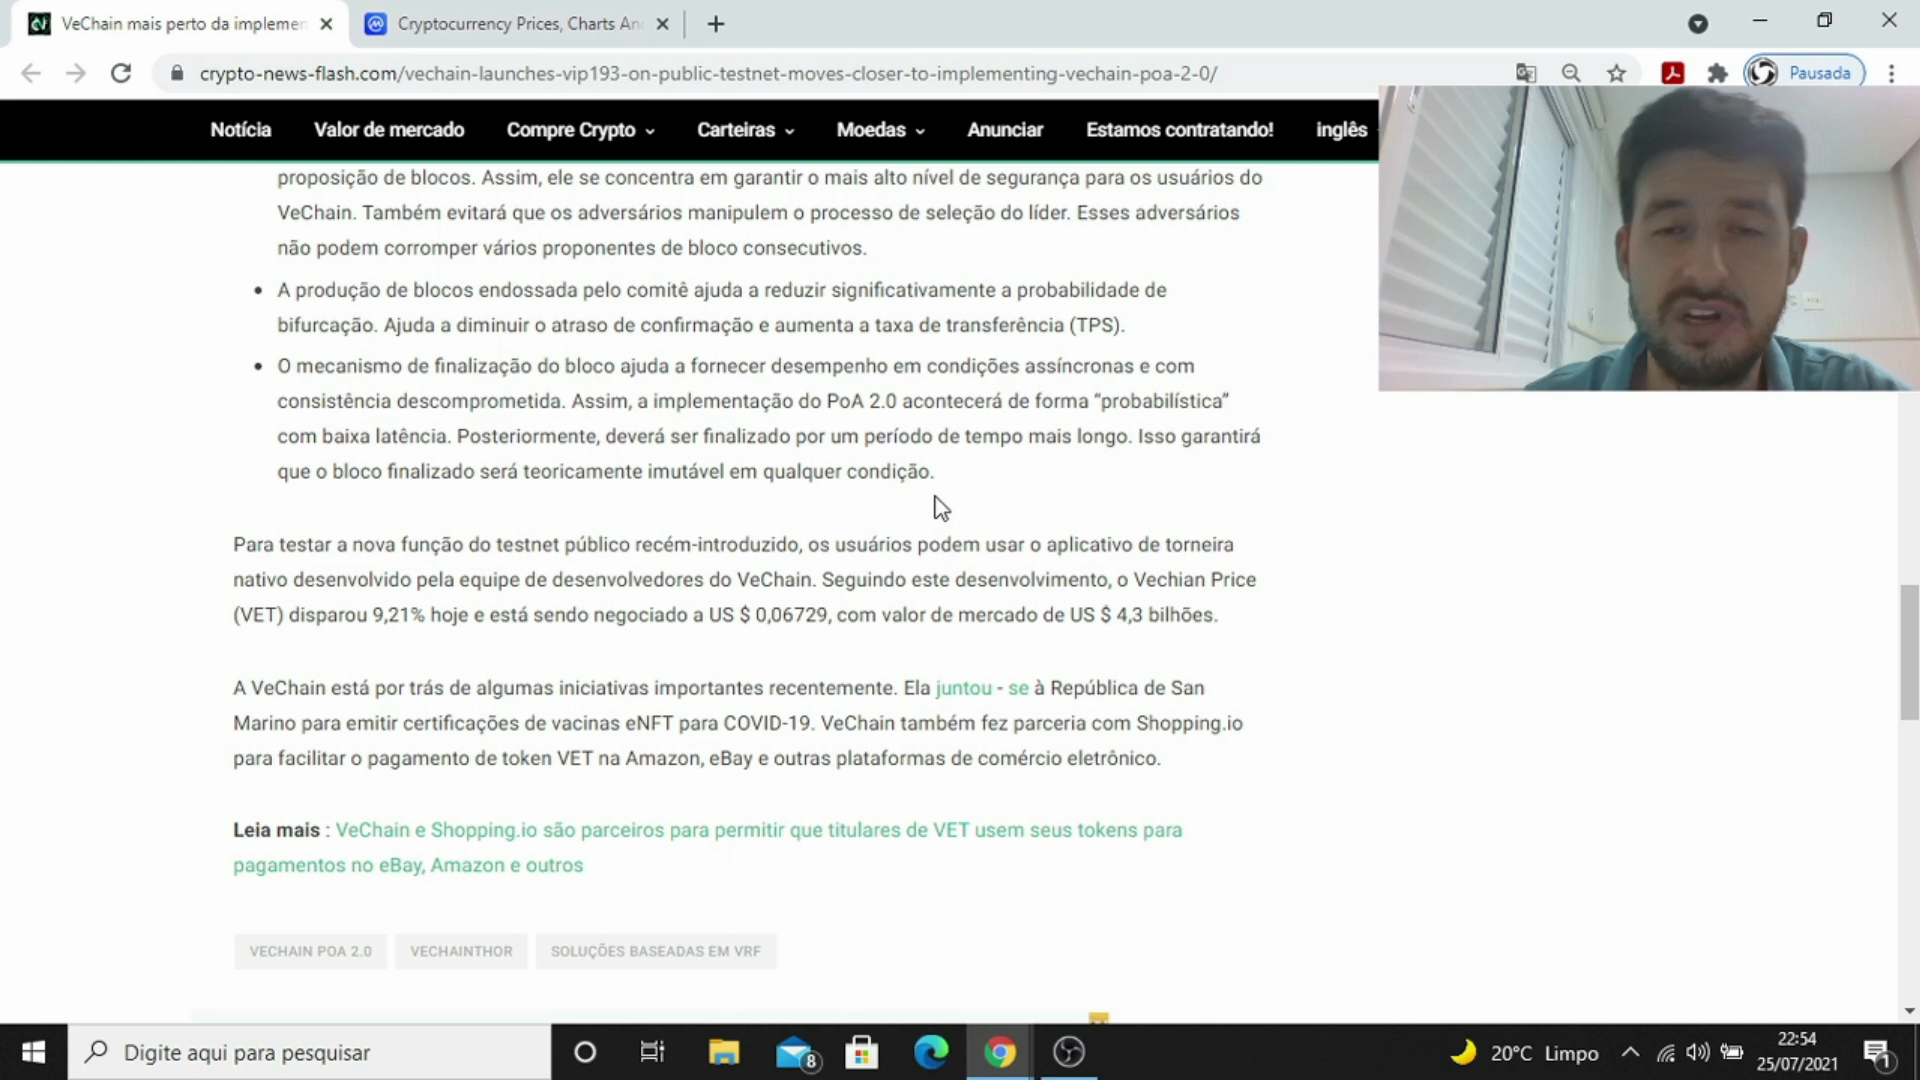 VeChain mais perto da implemen
Cryptocurrency Prices, Charts An
crypto-news-flash.com/vechain-launches-vip193-on-public-testnet-moves-closer-to-implementing-vechain-poa-2-0/
Pausada
Notícia Valor de mercado Compre Crypto Carteiras Moedas Anunciar Estamos contratando! inglês
proposição de blocos. Assim, ele se concentra em garantir o mais alto nível de segurança para os usuários do
VeChain. Também evitará que os adversários manipulem o processo de seleção do líder. Esses adversários
não podem corromper vários proponentes de bloco consecutivos.
• A produção de blocos endossada pelo comitê ajuda a reduzir significativamente a probabilidade de
bifurcação. Ajuda a diminuir o atraso de confirmação e aumenta a taxa de transferência (TPS).
• O mecanismo de finalização do bloco ajuda a fornecer desempenho em condições assíncronas e com
consistência descomprometida. Assim, a implementação do PoA 2.0 acontecerá de forma “probabilística”
com baixa latência. Posteriormente, deverá ser finalizado por um período de tempo mais longo. Isso garantirá
que o bloco finalizado será teoricamente imutável em qualquer condição.
Para testar a nova função do testnet público recém-introduzido, os usuários podem usar o aplicativo de torneira
nativo desenvolvido pela equipe de desenvolvedores do VeChain. Seguindo este desenvolvimento, o Vechian Price
(VET) disparou 9,21% hoje e está sendo negociado a US $ 0,06729, com valor de mercado de US $ 4,3 bilhões.
A VeChain está por trás de algumas iniciativas importantes recentemente. Ela juntou - se à República de San
Marino para emitir certificações de vacinas eNFT para COVID-19. VeChain também fez parceria com Shopping.io
para facilitar o pagamento de token VET na Amazon, eBay e outras plataformas de comércio eletrônico.
Leia mais : VeChain e Shopping.io são parceiros para permitir que titulares de VET usem seus tokens para
pagamentos no eBay, Amazon e outros
VECHAIN POA 2.0 VECHAINTHOR SOLUÇÕES BASEADAS EM VRF
Digite aqui para pesquisar
8
20°C Limpo
22:54
25/07/2021
1